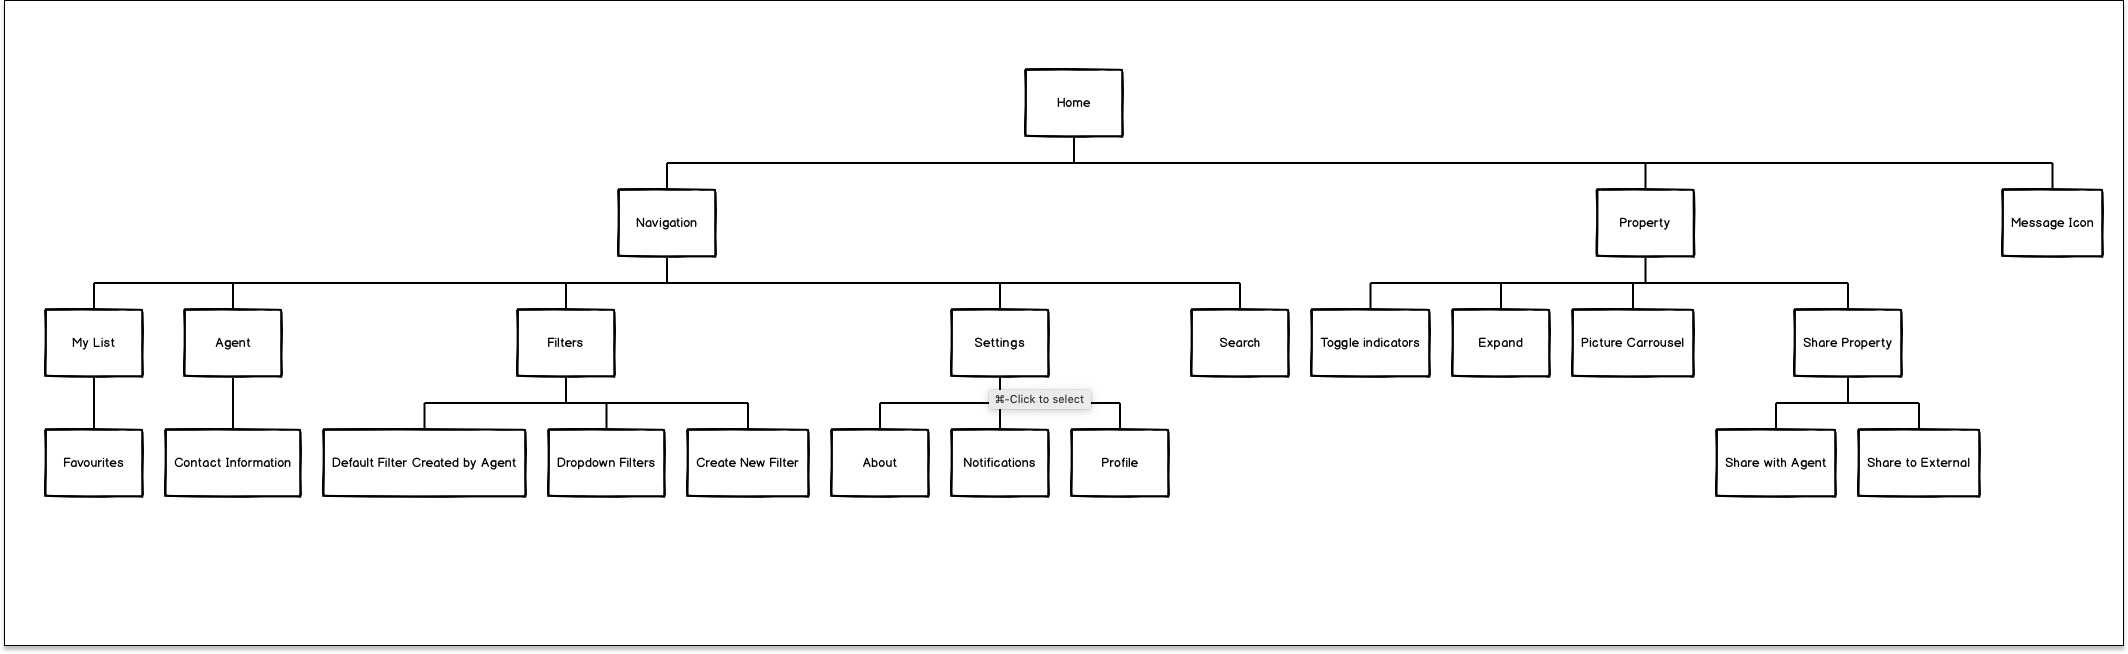 Home
Navigation
Property
Message Icon
My List
Agent
Filters
Settings
Search
Toggle indicators
Expand
Picture Carrousel
Share Property
⌘-Click to select
Favourites
Contact Information
Default Filter Created by Agent
Dropdown Filters
Create New Filter
About
Notifications
Profile
Share with Agent
Share to External